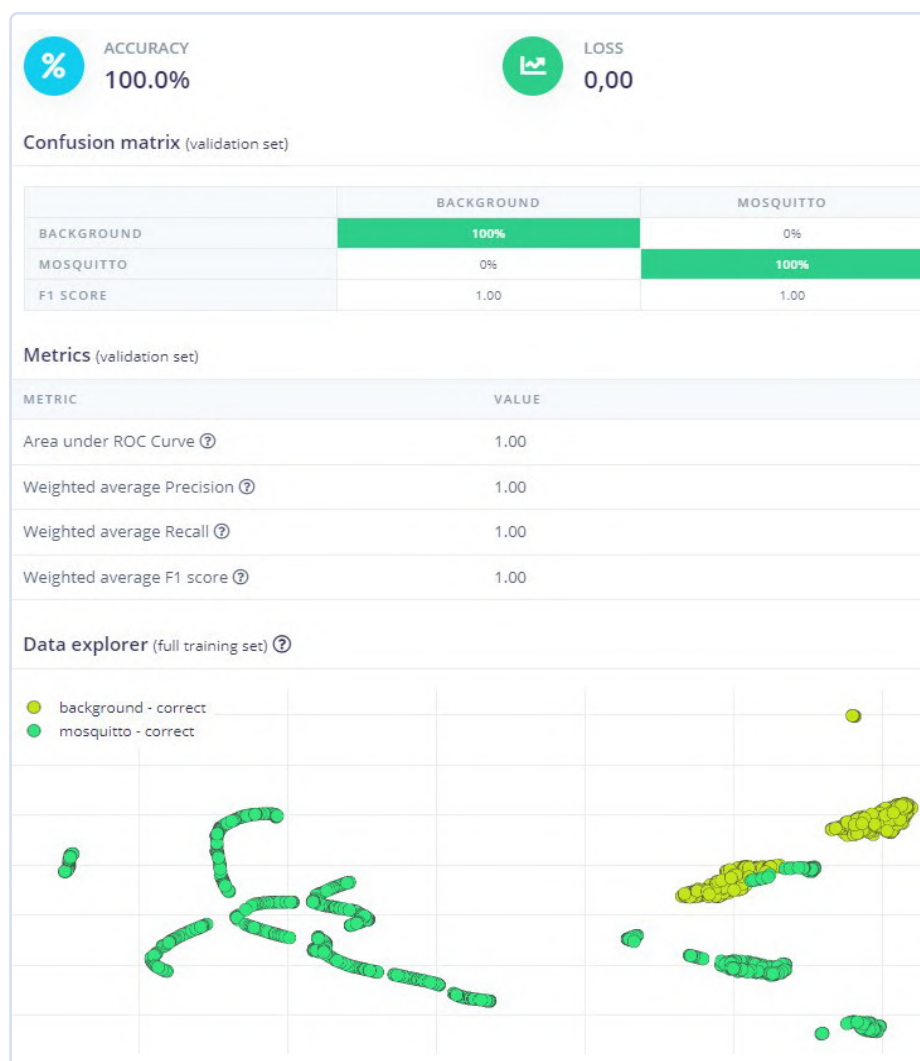 ACCURACY
100.0%
LOSS
0,00
Confusion matrix (validation set)
BACKGROUND MOSQUITTO
BACKGROUND 100% 0%
MOSQUITTO 0% 100%
F1 SCORE 1.00 1.00
Metrics (validation set)
METRIC VALUE
Area under ROC Curve ? 1.00
Weighted average Precision ? 1.00
Weighted average Recall ? 1.00
Weighted average F1 score ? 1.00
Data explorer (full training set) ?
background - correct
mosquitto - correct